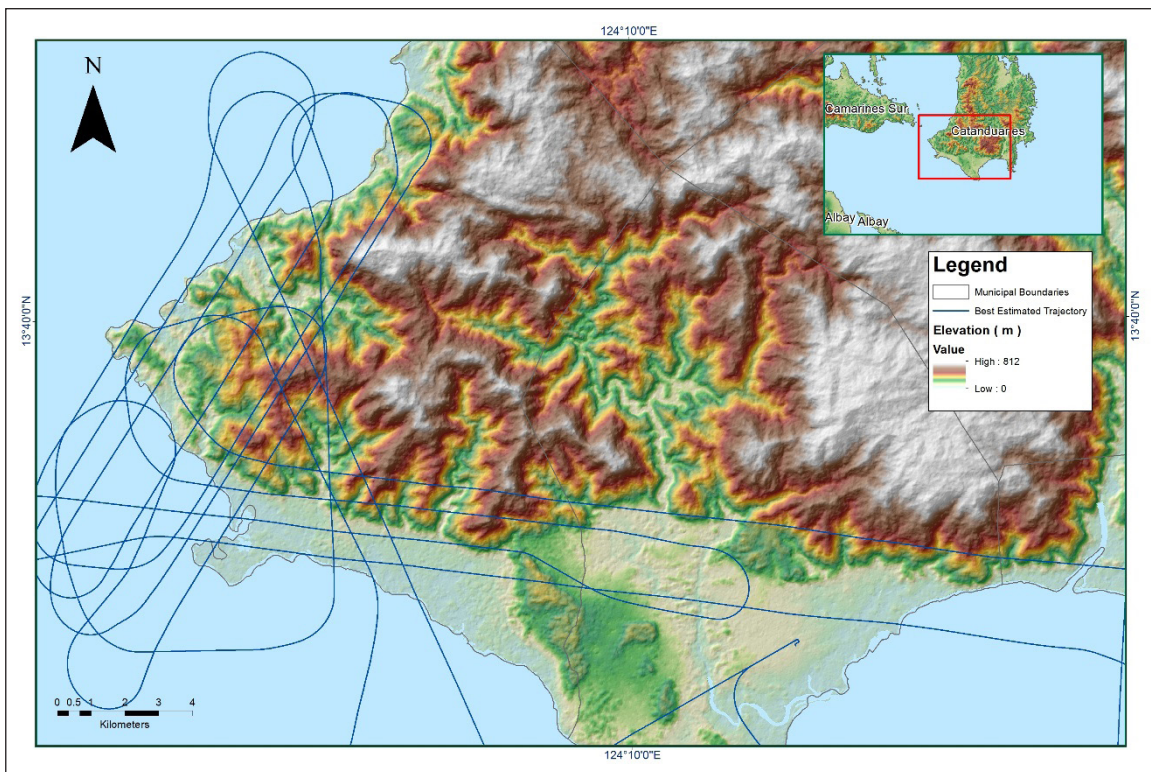 124°10'0"E
N
Camarines Sur
Catanduanes
Albay Albay
Legend
Municipal Boundaries
Best Estimated Trajectory
Elevation ( m )
Value
High : 812
Low : 0
13°40'0"N
13°40'0"N
0 0.5 1 2 3 4
Kilometers
124°10'0"E